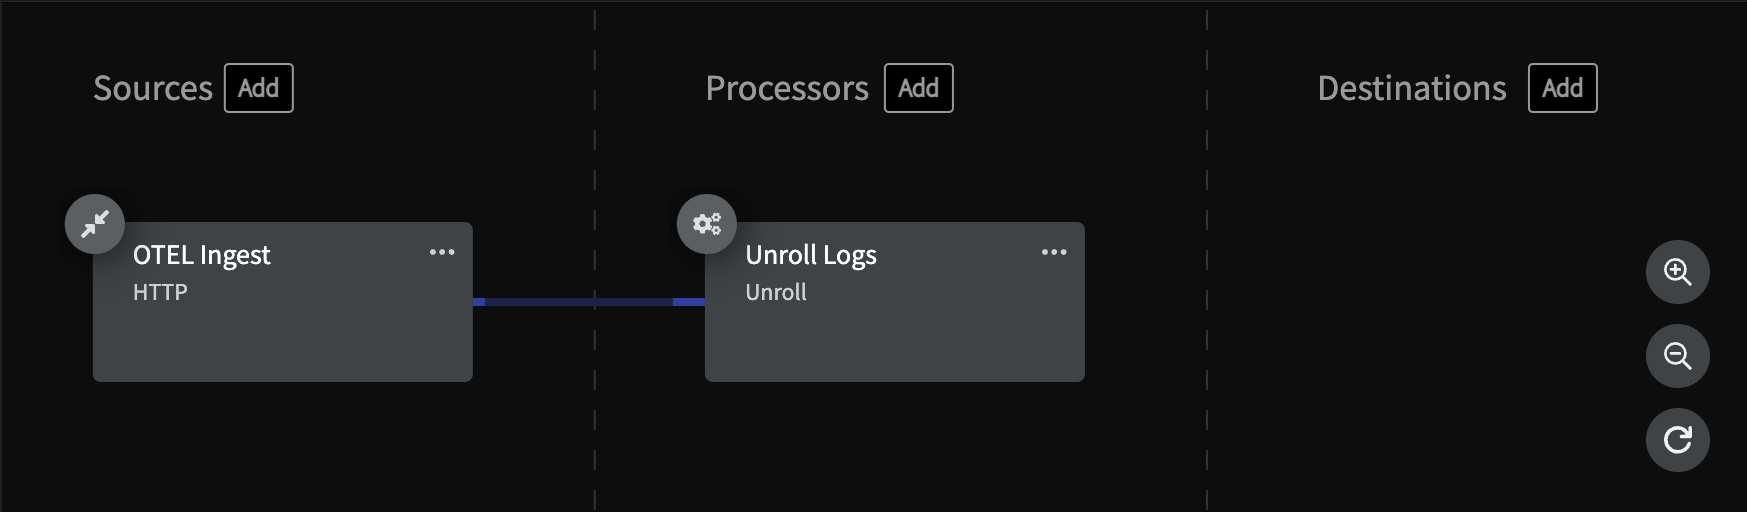 Sources Add
Processors Add
Destinations Add
OTEL Ingest
HTTP
Unroll Logs
Unroll